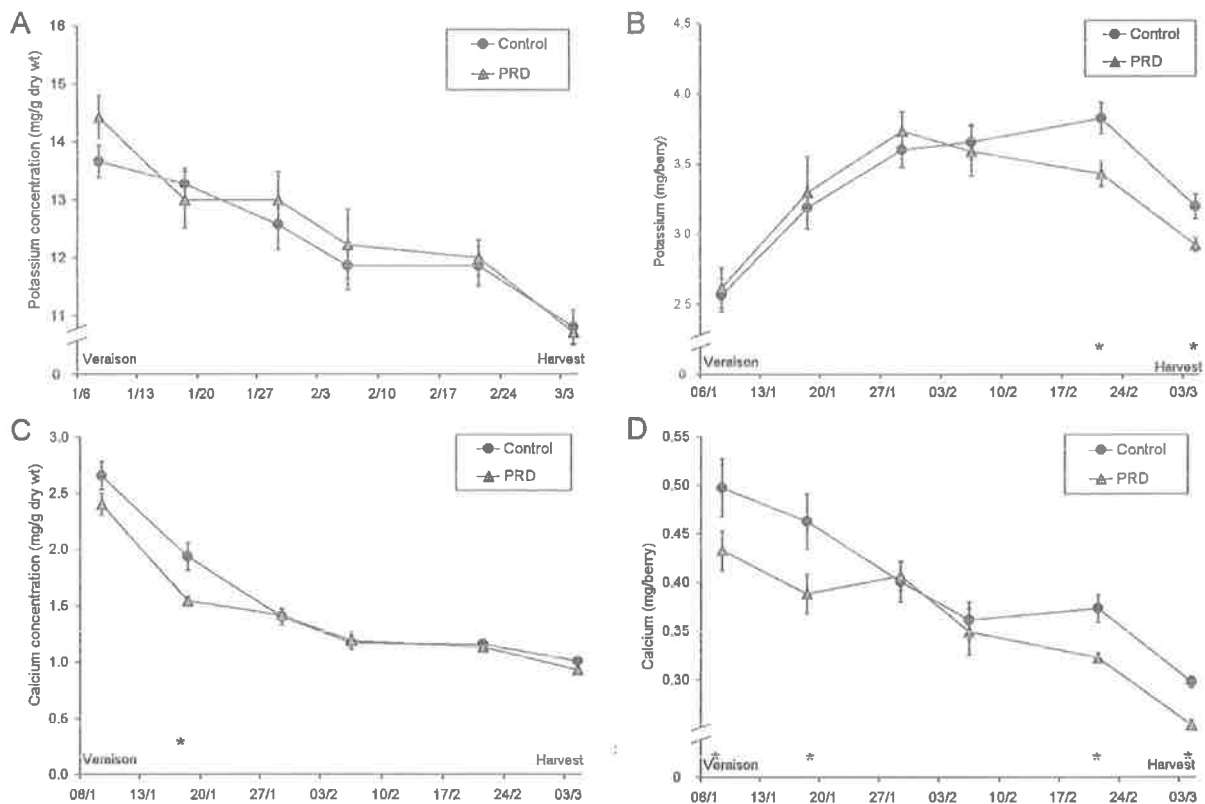 A
Potassium concentration (mg/g dry wt)
16
15
14
13
12
11
0
Control
PRD
Veraison
Harvest
1/6 1/13 1/20 1/27 2/3 2/10 2/17 2/24 3/3
B
Potassium (mg/berry)
4.5
4.0
3.5
3.0
2.5
0
Control
PRD
* *
Veraison
Harvest
06/1 13/1 20/1 27/1 03/2 10/2 17/2 24/2 03/3
C
Calcium concentration (mg/g dry wt)
3.0
2.5
2.0
1.5
1.0
0.5
0.0
Control
PRD
*
Veraison
Harvest
06/1 13/1 20/1 27/1 03/2 10/2 17/2 24/2 03/3
D
Calcium (mg/berry)
0,55
0,50
0,45
0,40
0,35
0,30
0
Control
PRD
* * * *
Veraison
Harvest
06/1 13/1 20/1 27/1 03/2 10/2 17/2 24/2 03/3